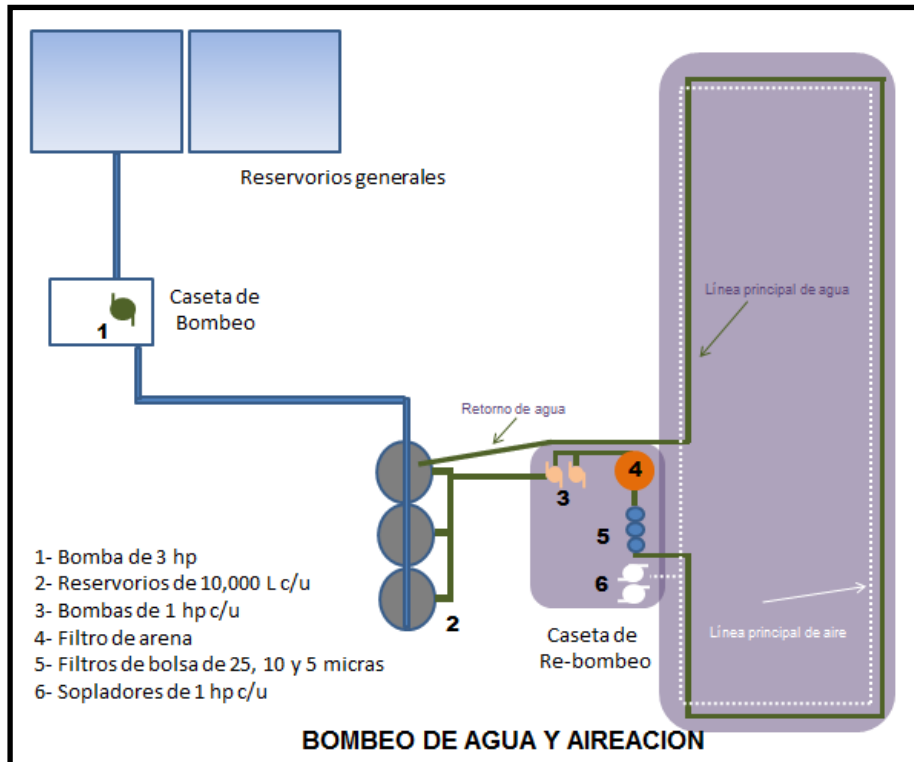 Reservorios generales
Caseta de
Bombeo
1
Línea principal de agua
Retorno de agua
4
3
5
6
2
Línea principal de aire
Caseta de
Re-bombeo
1- Bomba de 3 hp
2- Reservorios de 10,000 L c/u
3- Bombas de 1 hp c/u
4- Filtro de arena
5- Filtros de bolsa de 25, 10 y 5 micras
6- Sopladores de 1 hp c/u
BOMBEO DE AGUA Y AIREACION